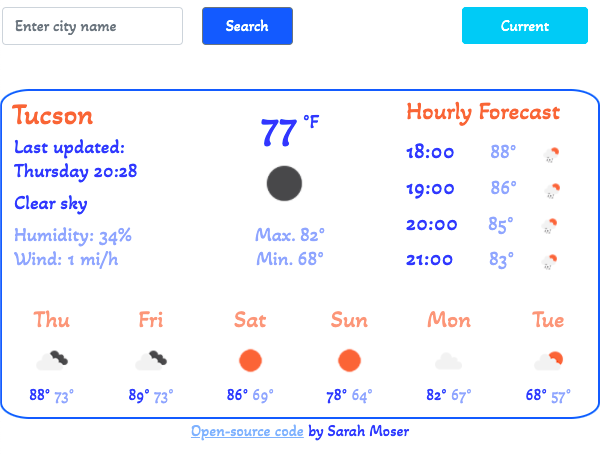 Enter city name
Search
Current
Tucson
Last updated:
Thursday 20:28
Clear sky
Humidity: 34%
Wind: 1 mi/h
77 °F
Max. 82°
Min. 68°
Hourly Forecast
18:00 88°
19:00 86°
20:00 85°
21:00 83°
Thu Fri Sat Sun Mon Tue
88° 73° 89° 73° 86° 69° 78° 64° 82° 67° 68° 57°
Open-source code by Sarah Moser